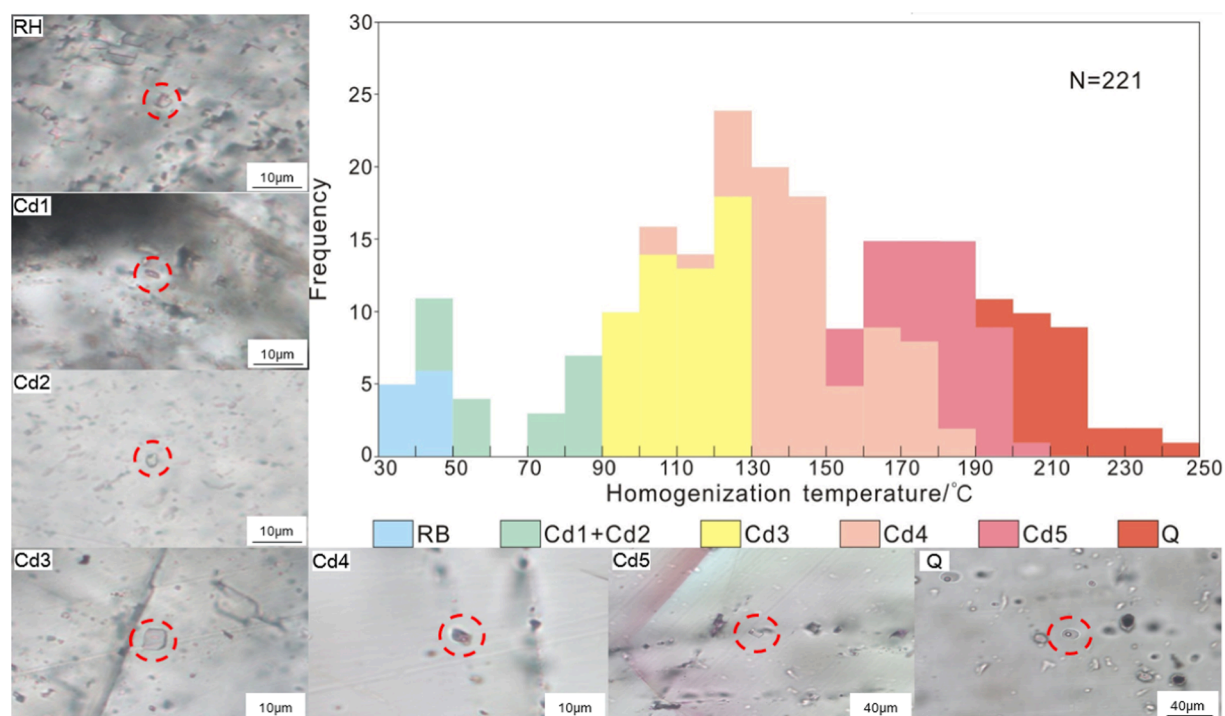 RH
10μm
Cd1
10μm
Cd2
10μm
Cd3
10μm
Cd4
10μm
Cd5
40μm
Q
40μm
30
25
20
15
10
5
0
Frequency
N=221
30 50 70 90 110 130 150 170 190 210 230 250
Homogenization temperature/℃
RB Cd1+Cd2 Cd3 Cd4 Cd5 Q